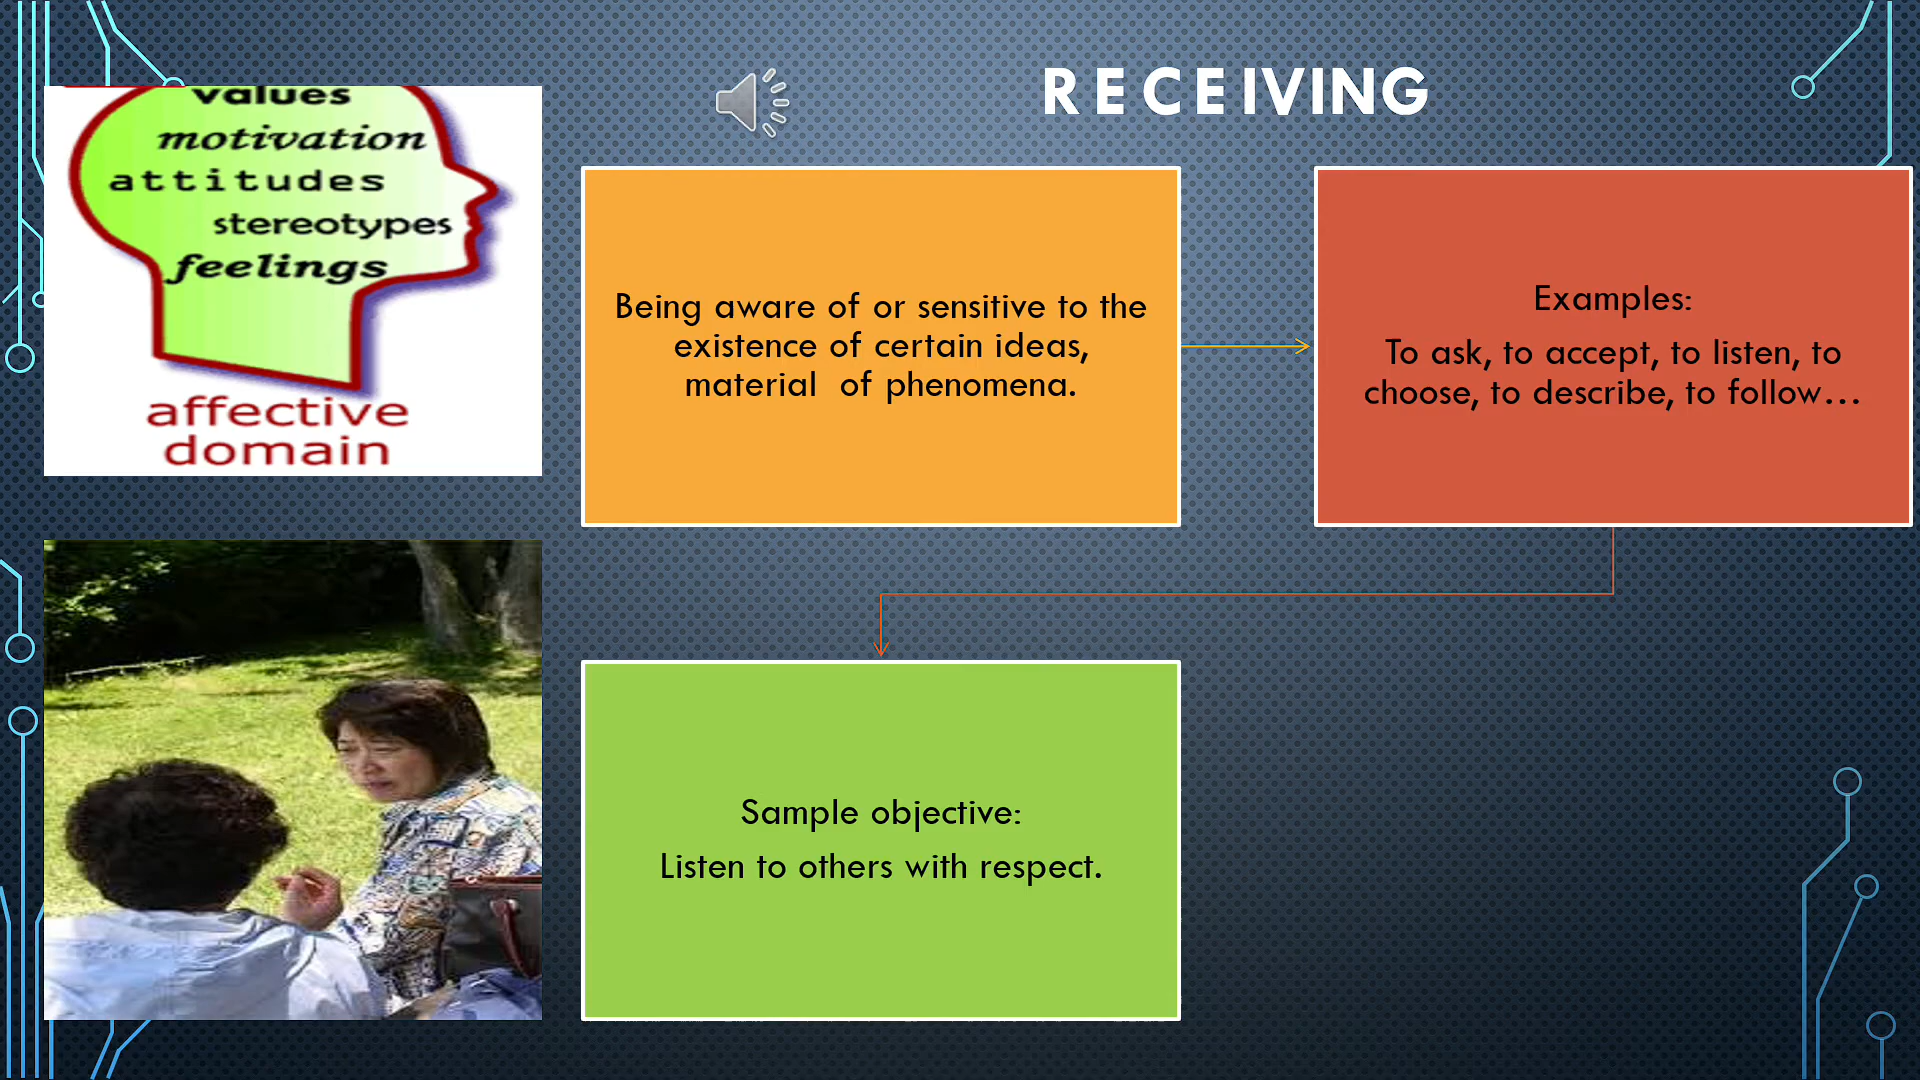 RECEIVING
values
motivation
attitudes
stereotypes
feelings
affective
domain
Being aware of or sensitive to the
existence of certain ideas,
material of phenomena.
Examples:
To ask, to accept, to listen, to
choose, to describe, to follow…
Sample objective:
Listen to others with respect.